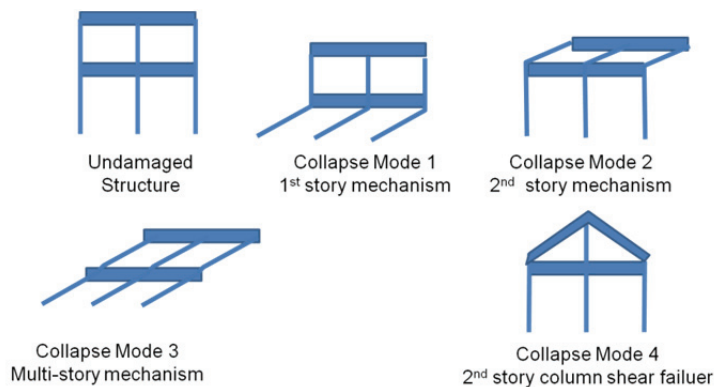 Undamaged
Structure
Collapse Mode 1
1st story mechanism
Collapse Mode 2
2nd story mechanism
Collapse Mode 3
Multi-story mechanism
Collapse Mode 4
2nd story column shear failuer